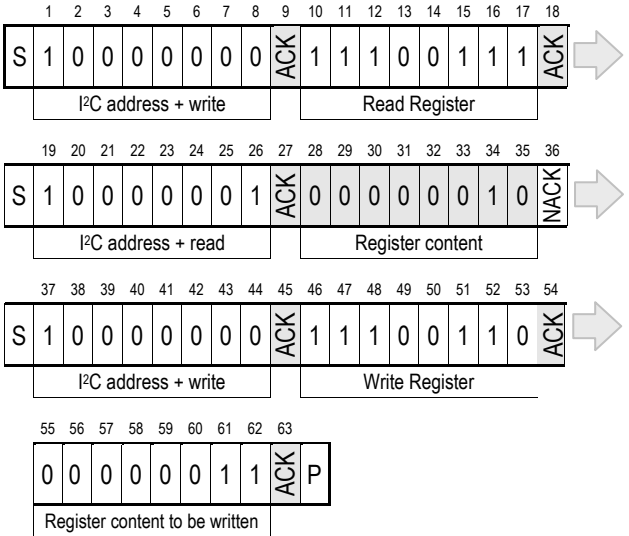 1 2 3 4 5 6 7 8 9 10 11 12 13 14 15 16 17 18
S 1 0 0 0 0 0 0 0 ACK 1 1 1 0 0 1 1 1 ACK
I²C address + write Read Register
19 20 21 22 23 24 25 26 27 28 29 30 31 32 33 34 35 36
S 1 0 0 0 0 0 0 1 ACK 0 0 0 0 0 0 1 0 NACK
I²C address + read Register content
37 38 39 40 41 42 43 44 45 46 47 48 49 50 51 52 53 54
S 1 0 0 0 0 0 0 0 ACK 1 1 1 0 0 1 1 0 ACK
I²C address + write Write Register
55 56 57 58 59 60 61 62 63
0 0 0 0 0 0 1 1 ACK P
Register content to be written